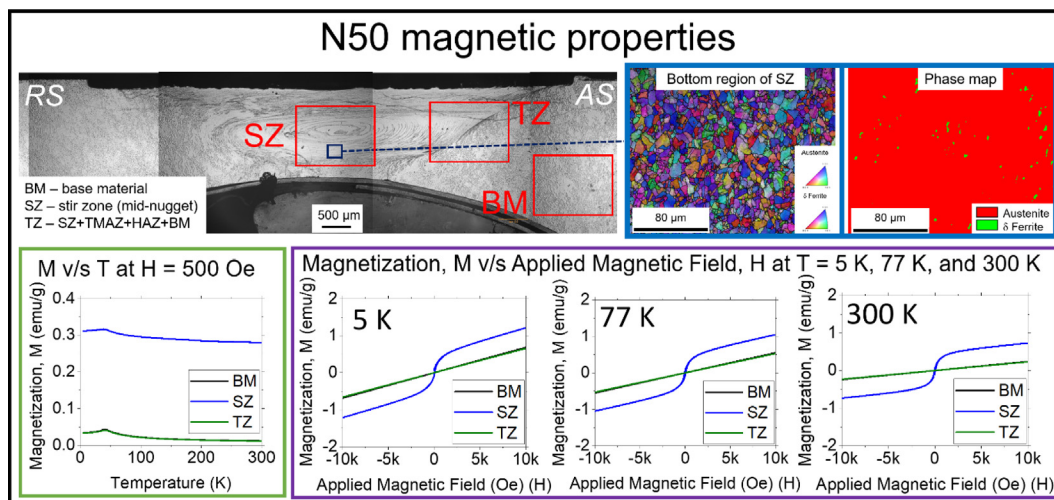 N50 magnetic properties
RS
AS
SZ
TZ
BM
BM – base material
SZ – stir zone (mid-nugget)
TZ – SZ+TMAZ+HAZ+BM
500 µm
Bottom region of SZ
Austenite
δ Ferrite
80 µm
Phase map
80 µm
Austenite
δ Ferrite
M v/s T at H = 500 Oe
Magnetization, M (emu/g)
0.4
0.3
0.2
0.1
0.0
BM
SZ
TZ
0 100 200 300
Temperature (K)
Magnetization, M v/s Applied Magnetic Field, H at T = 5 K, 77 K, and 300 K
Magnetization, M (emu/g)
2
1
0
-1
-2
5 K
BM
SZ
TZ
-10k -5k 0 5k 10k
Applied Magnetic Field (Oe) (H)
Magnetization, M (emu/g)
2
1
0
-1
-2
77 K
BM
SZ
TZ
-10k -5k 0 5k 10k
Applied Magnetic Field (Oe) (H)
Magnetization, M (emu/g)
2
1
0
-1
-2
300 K
BM
SZ
TZ
-10k -5k 0 5k 10k
Applied Magnetic Field (Oe) (H)